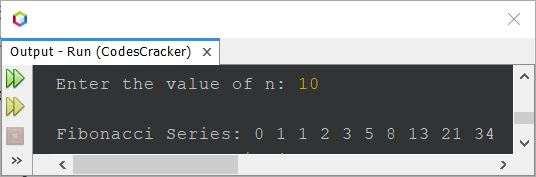 Output - Run (CodesCracker)
Enter the value of n: 10
Fibonacci Series: 0 1 1 2 3 5 8 13 21 34